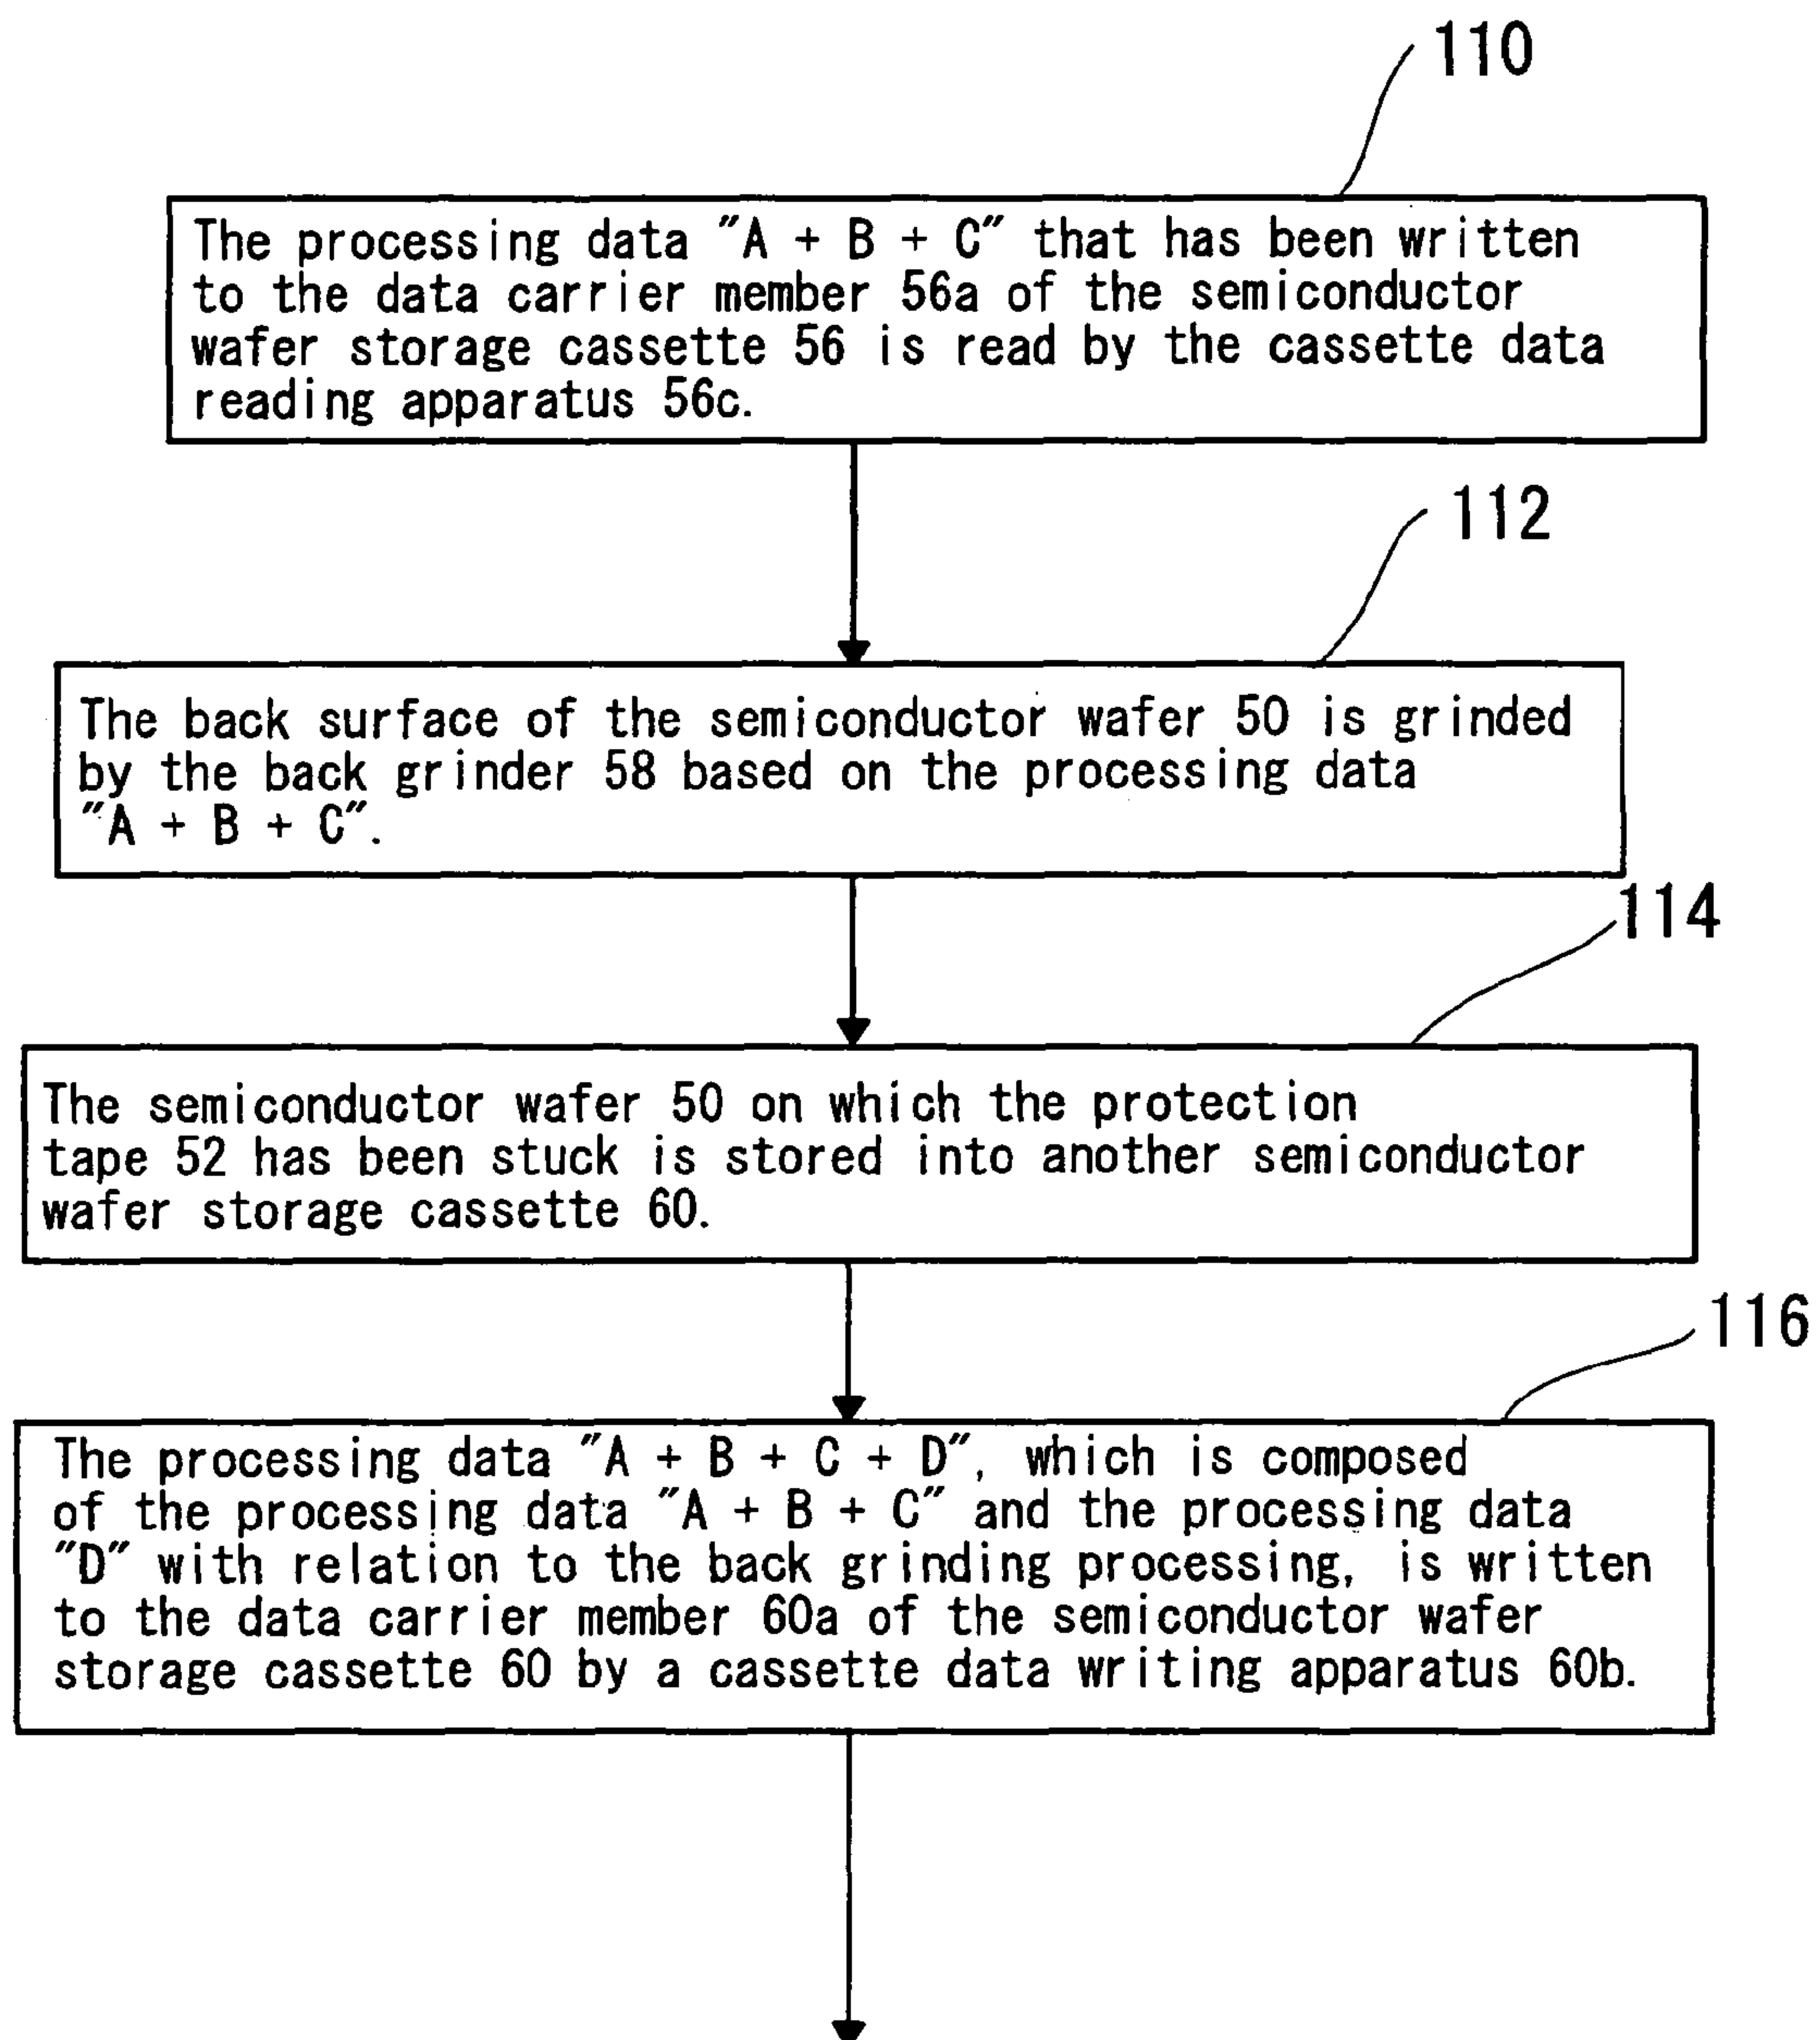 110
The processing data "A + B + C" that has been written
to the data carrier member 56a of the semiconductor
wafer storage cassette 56 is read by the cassette data
reading apparatus 56c.
112
The back surface of the semiconductor wafer 50 is grinded
by the back grinder 58 based on the processing data
"A + B + C".
114
The semiconductor wafer 50 on which the protection
tape 52 has been stuck is stored into another semiconductor
wafer storage cassette 60.
116
The processing data "A + B + C + D", which is composed
of the processing data "A + B + C" and the processing data
"D" with relation to the back grinding processing, is written
to the data carrier member 60a of the semiconductor wafer
storage cassette 60 by a cassette data writing apparatus 60b.